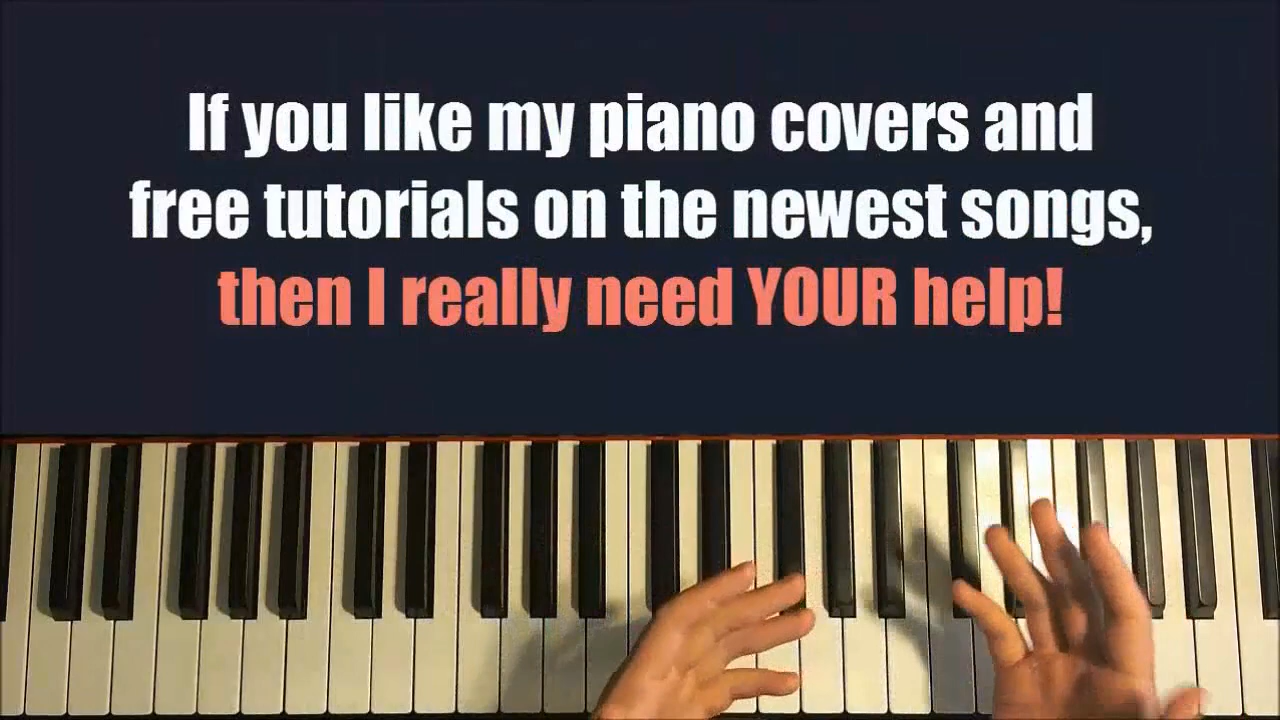 If you like my piano covers and
free tutorials on the newest songs,
then I really need YOUR help!